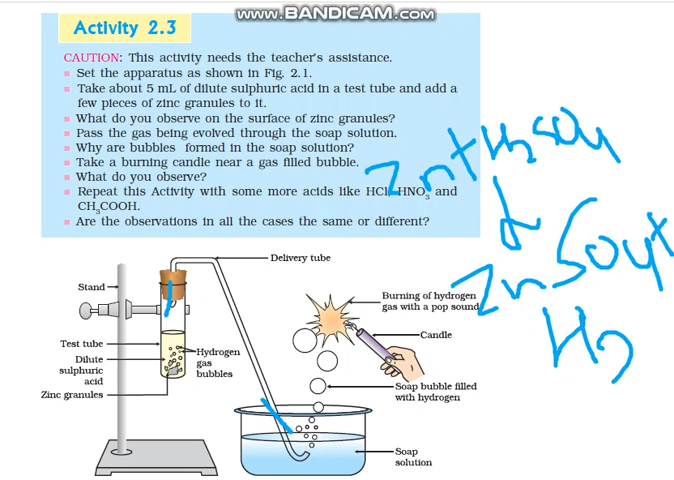 www.BANDICAM.com
Activity 2.3
CAUTION: This activity needs the teacher's assistance.
Set the apparatus as shown in Fig. 2.1.
Take about 5 mL of dilute sulphuric acid in a test tube and add a
few pieces of zinc granules to it.
What do you observe on the surface of zinc granules?
Pass the gas being evolved through the soap solution.
Why are bubbles formed in the soap solution?
Take a burning candle near a gas filled bubble.
What do you observe?
Repeat this Activity with some more acids like HCl, HNO₃ and
CH₃COOH.
Are the observations in all the cases the same or different?
Zn+H₂SO₄
↓
ZnSO₄+
H₂
Delivery tube
Stand
Burning of hydrogen
gas with a pop sound
Candle
Test tube
Hydrogen
gas
bubbles
Dilute
sulphuric
acid
Zinc granules
Soap bubble filled
with hydrogen
Soap
solution